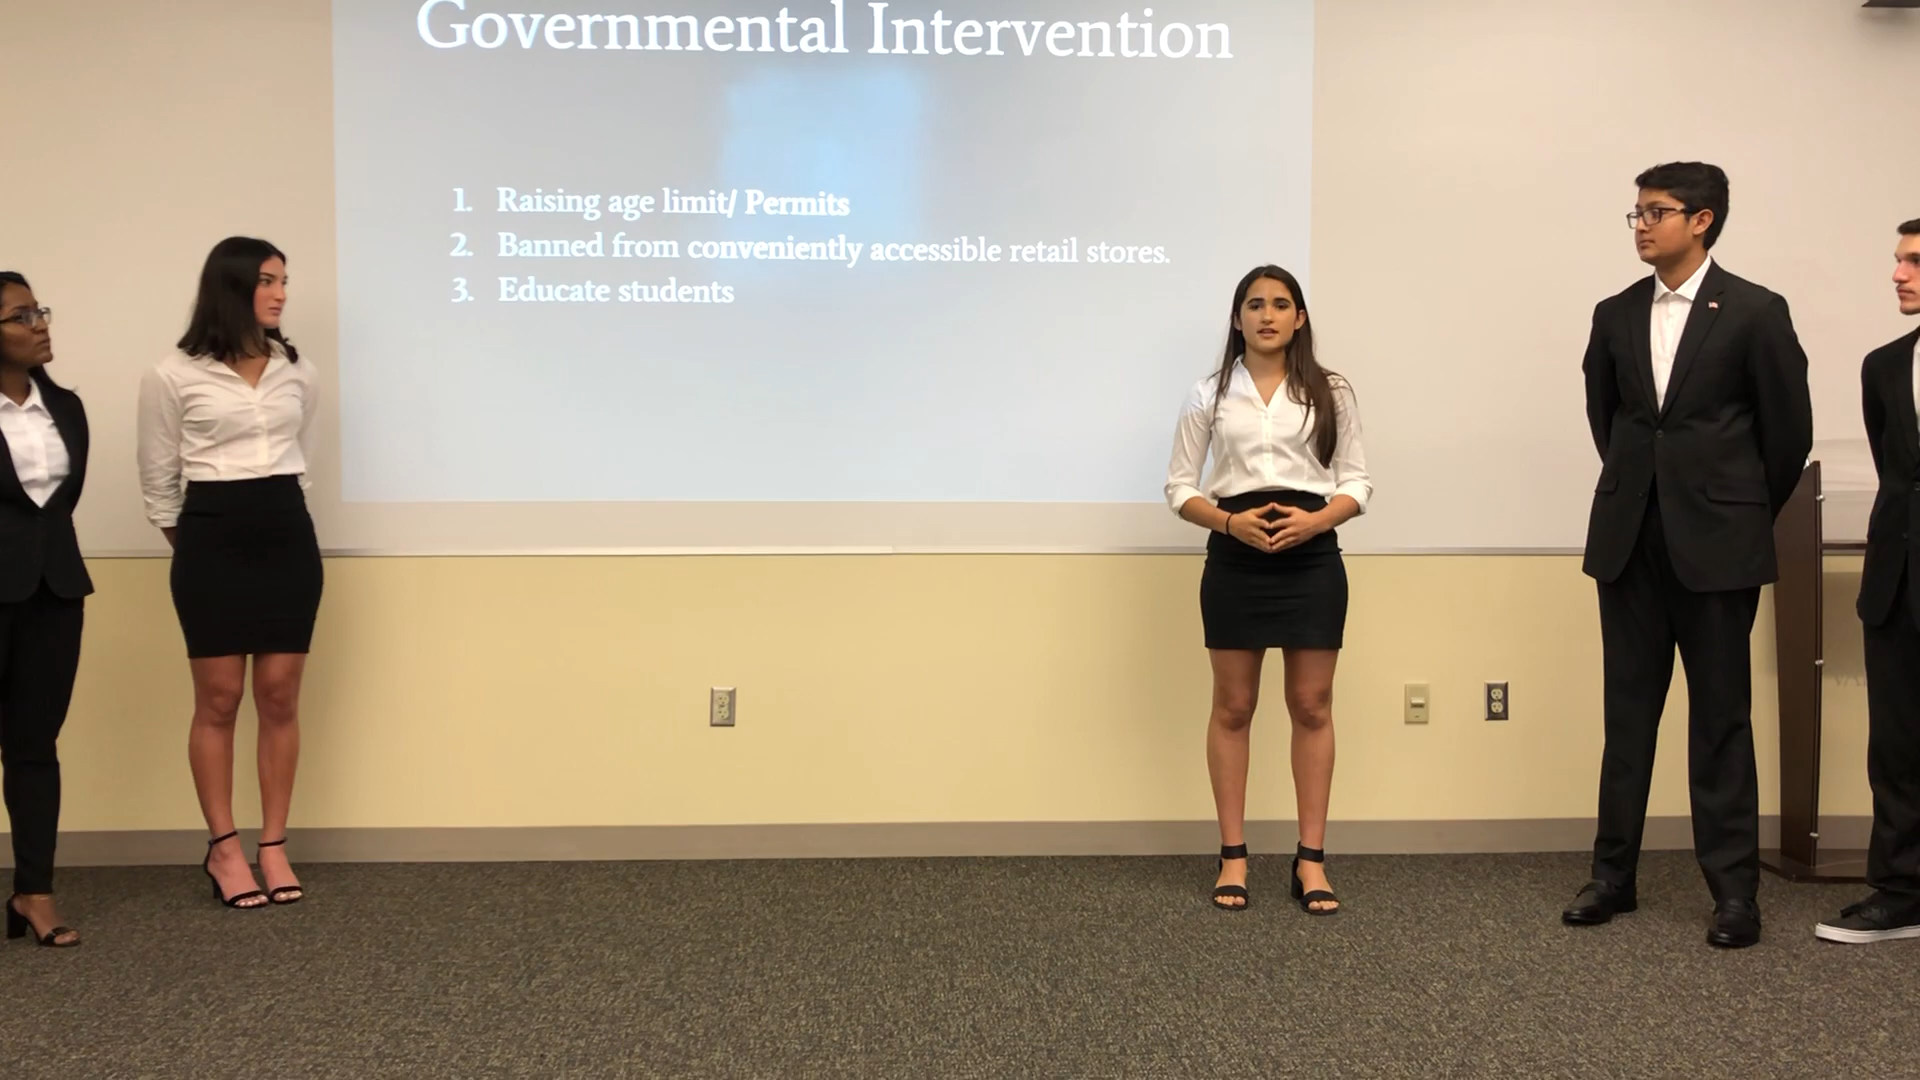 Governmental Intervention
1. Raising age limit/ Permits
2. Banned from conveniently accessible retail stores.
3. Educate students